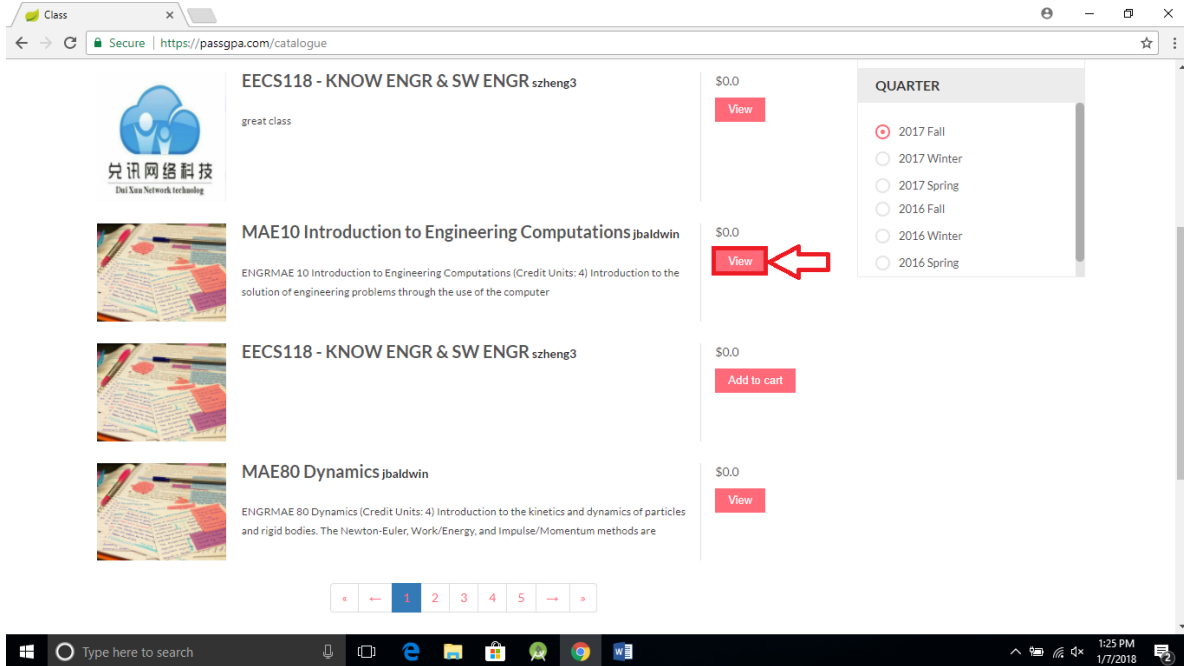 Class
Secure | https://passgpa.com/catalogue
兑讯网络科技
Dui Xun Network technolog
EECS118 - KNOW ENGR & SW ENGR szheng3
great class
$0.0
View
MAE10 Introduction to Engineering Computations jbaldwin
ENGRMAE 10 Introduction to Engineering Computations (Credit Units: 4) Introduction to the
solution of engineering problems through the use of the computer
$0.0
View
EECS118 - KNOW ENGR & SW ENGR szheng3
$0.0
Add to cart
MAE80 Dynamics jbaldwin
ENGRMAE 80 Dynamics (Credit Units: 4) Introduction to the kinetics and dynamics of particles
and rigid bodies. The Newton-Euler, Work/Energy, and Impulse/Momentum methods are
$0.0
View
« ← 1 2 3 4 5 → »
QUARTER
2017 Fall
2017 Winter
2017 Spring
2016 Fall
2016 Winter
2016 Spring
Type here to search
1:25 PM
1/7/2018
2